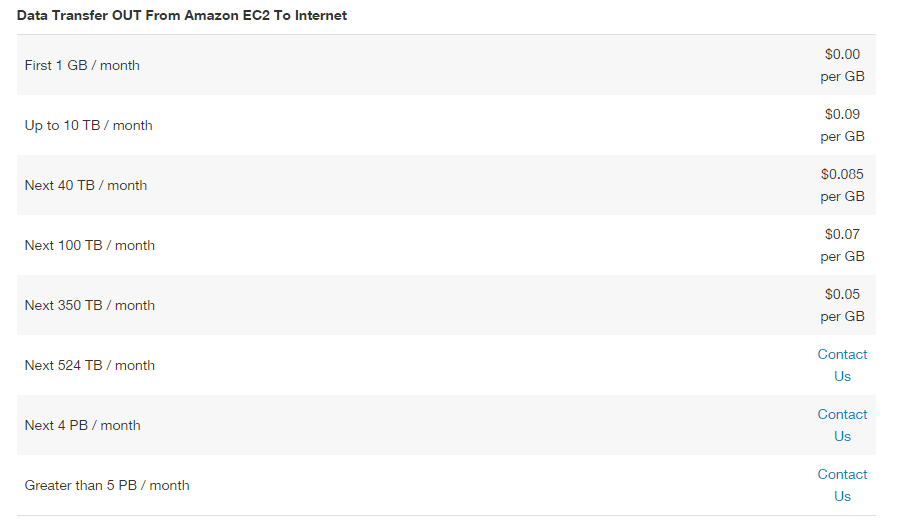 Data Transfer OUT From Amazon EC2 To Internet
First 1 GB / month
$0.00
per GB
Up to 10 TB / month
$0.09
per GB
Next 40 TB / month
$0.085
per GB
Next 100 TB / month
$0.07
per GB
Next 350 TB / month
$0.05
per GB
Next 524 TB / month
Contact
Us
Next 4 PB / month
Contact
Us
Greater than 5 PB / month
Contact
Us